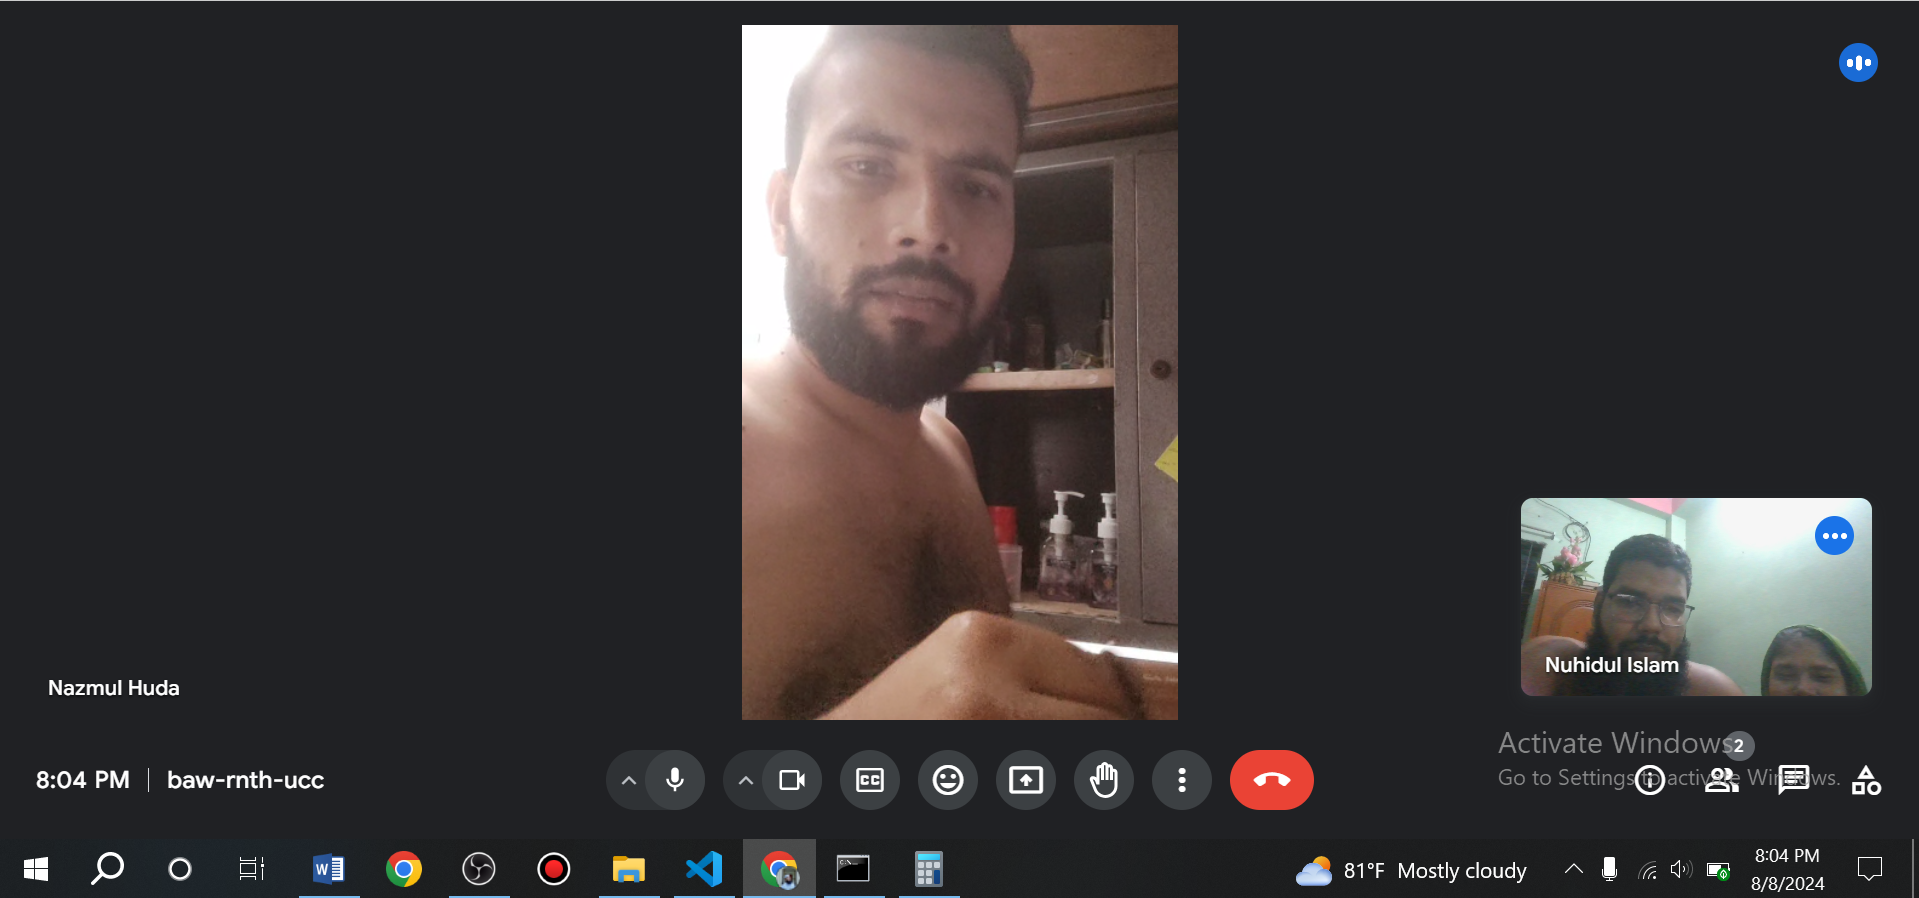 Nazmul Huda
Nuhidul Islam
Activate Windows
Go to Settings to activate Windows.
2
8:04 PM
baw-rnth-ucc
CC
W
C:\
81°F Mostly cloudy
8:04 PM
8/8/2024